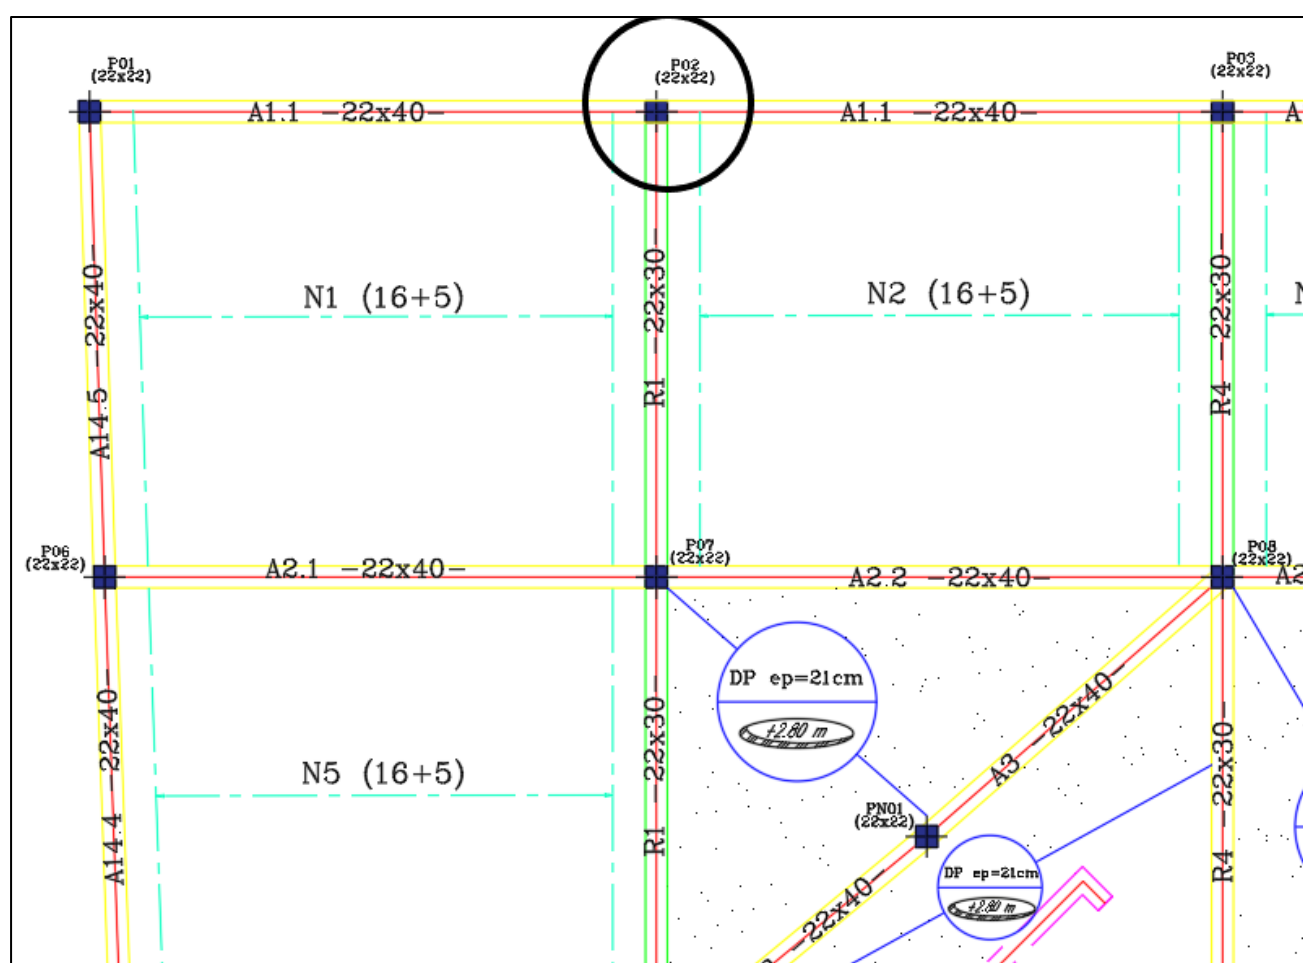 P01
(22x22)
P02
(22x22)
P03
(22x22)
A1.1 -22x40-
A1.1 -22x40-
A14.5 -22x40-
N1 (16+5)
R1 -22x30-
N2 (16+5)
R4 -22x30-
P06
(22x22)
A2.1 -22x40-
P07
(22x22)
A2.2 -22x40-
P08
(22x22)
DP ep=21cm
+2.80 m
A3 -22x40-
A14.4 -22x40-
N5 (16+5)
R1 -22x30-
PN01
(22x22)
R4 -22x30-
-22x40-
DP ep=21cm
+2.80 m